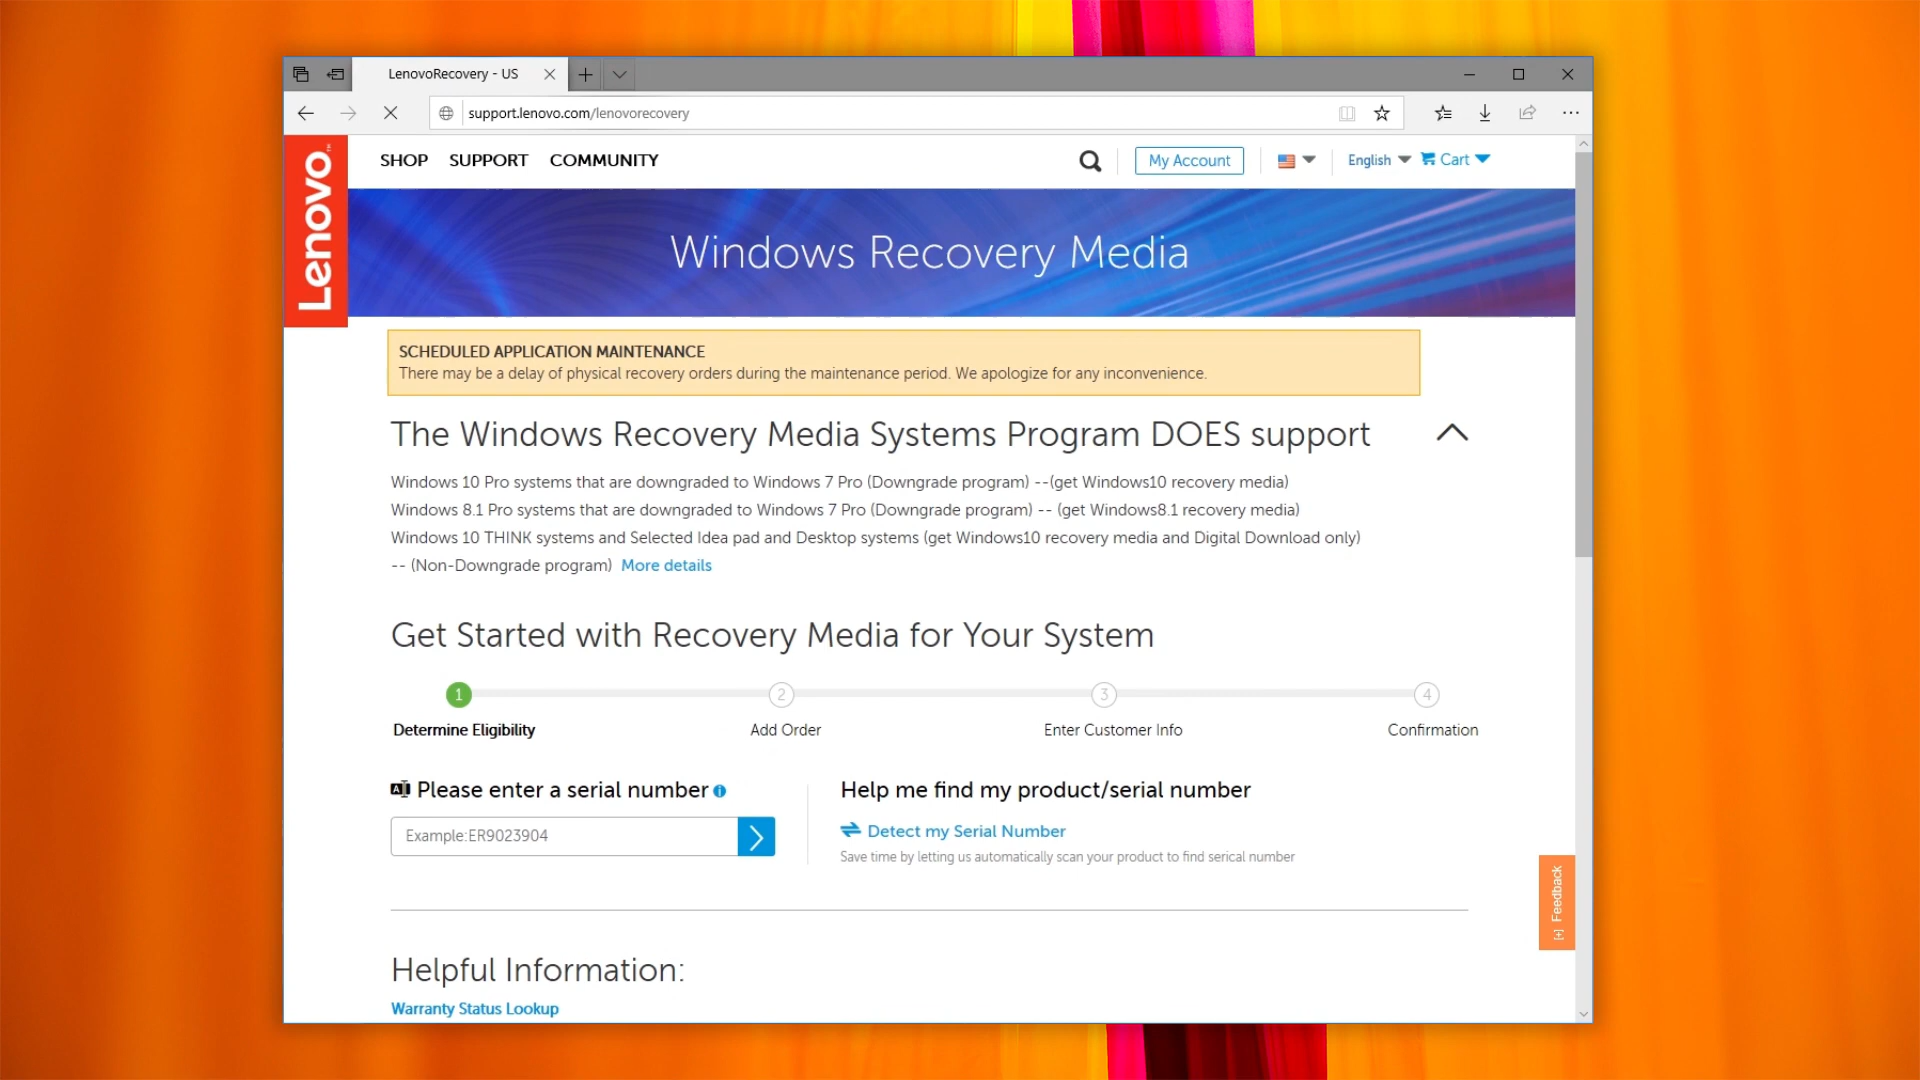 LenovoRecovery - US
support.lenovo.com/lenovorecovery
Lenovo™
SHOP SUPPORT COMMUNITY
My Account
English
Cart
Windows Recovery Media
SCHEDULED APPLICATION MAINTENANCE
There may be a delay of physical recovery orders during the maintenance period. We apologize for any inconvenience.
The Windows Recovery Media Systems Program DOES support
Windows 10 Pro systems that are downgraded to Windows 7 Pro (Downgrade program) --(get Windows10 recovery media)
Windows 8.1 Pro systems that are downgraded to Windows 7 Pro (Downgrade program) -- (get Windows8.1 recovery media)
Windows 10 THINK systems and Selected Idea pad and Desktop systems (get Windows10 recovery media and Digital Download only)
-- (Non-Downgrade program) More details
Get Started with Recovery Media for Your System
1 2 3 4
Determine Eligibility Add Order Enter Customer Info Confirmation
Please enter a serial number
Example:ER9023904
Help me find my product/serial number
Detect my Serial Number
Save time by letting us automatically scan your product to find serical number
[+] Feedback
Helpful Information:
Warranty Status Lookup